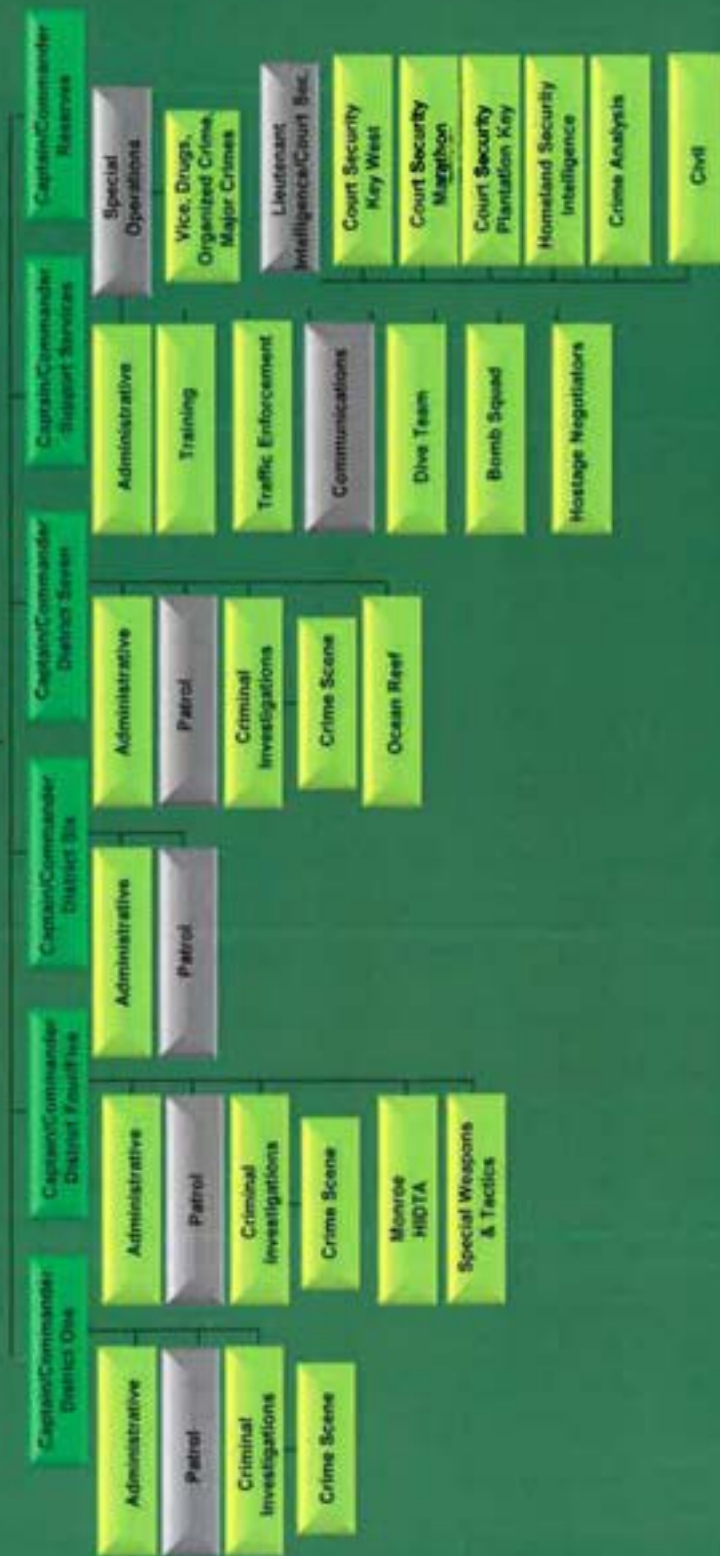 Captain/Commander
District One
Administrative
Patrol
Criminal
Investigations
Crime Scene
Captain/Commander
District Four/Five
Administrative
Patrol
Criminal
Investigations
Crime Scene
Monroe
HIDTA
Special Weapons
& Tactics
Captain/Commander
District Six
Administrative
Patrol
Captain/Commander
District Seven
Administrative
Patrol
Criminal
Investigations
Crime Scene
Ocean Reef
Captain/Commander
Support Services
Administrative
Training
Traffic Enforcement
Communications
Dive Team
Bomb Squad
Hostage Negotiators
Special
Operations
Vice, Drugs,
Organized Crime,
Major Crimes
Lieutenant
Intelligence/Court Sec.
Court Security
Key West
Court Security
Marathon
Court Security
Plantation Key
Homeland Security
Intelligence
Crime Analysis
Civil
Captain/Commander
Reserves